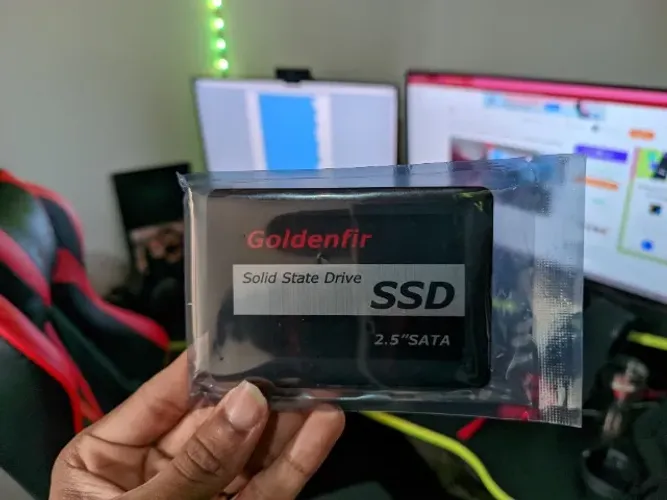 Goldenfir
Solid State Drive
SSD
2.5”SATA